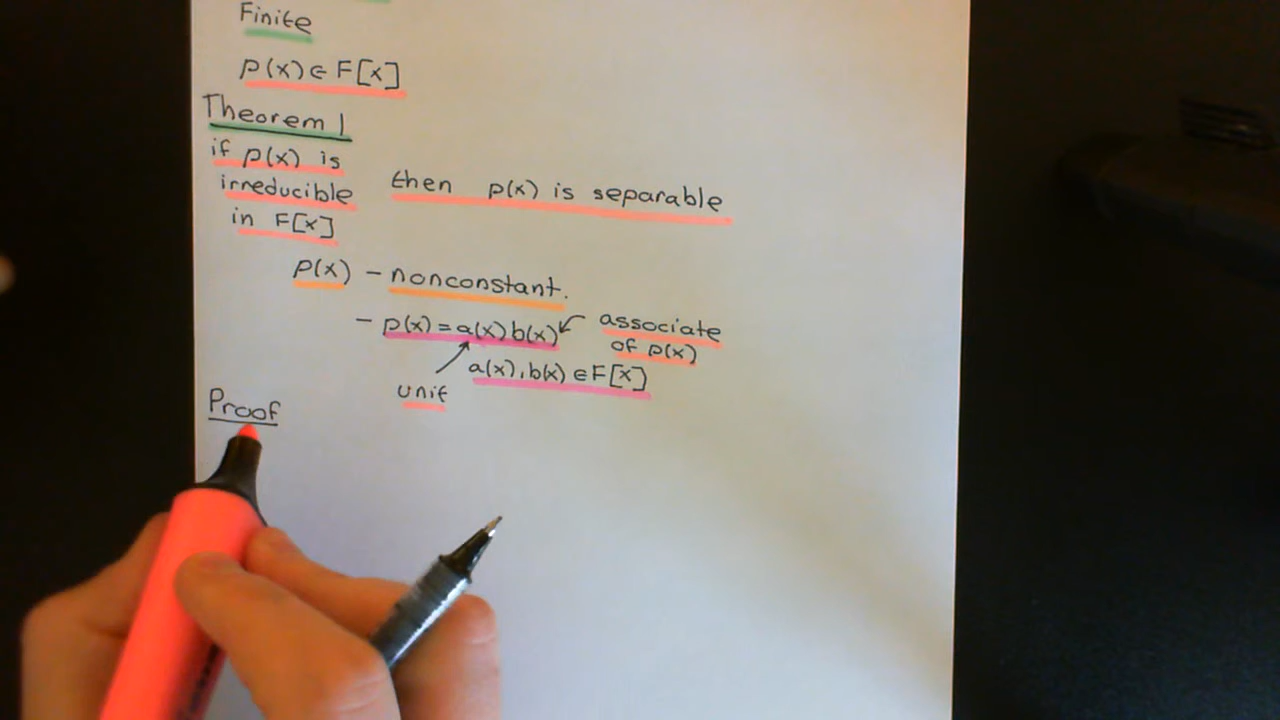 Finite
p(x) ∈ F[x]
Theorem 1
if p(x) is
irreducible
in F[x]
then p(x) is separable
p(x) - nonconstant.
- p(x) = a(x) b(x)
associate
of p(x)
a(x), b(x) ∈ F[x]
unit
Proof